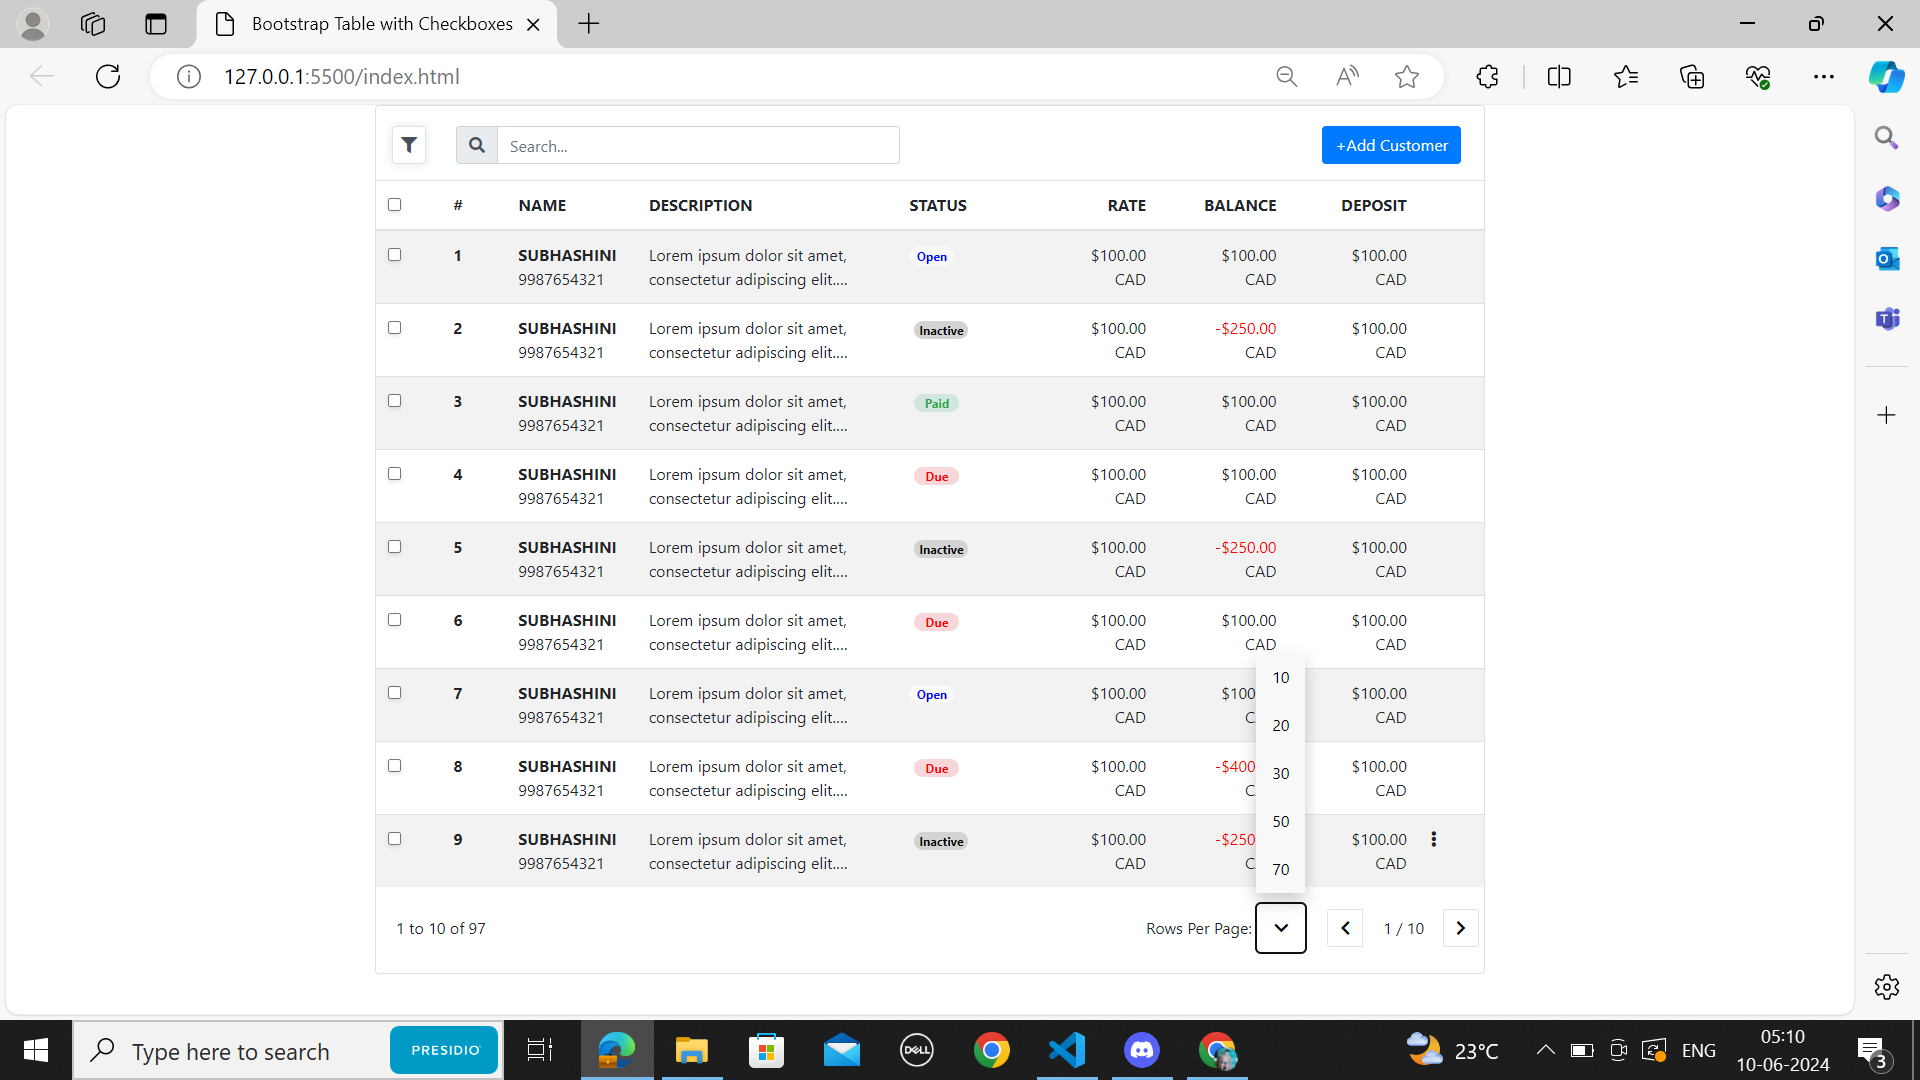 Bootstrap Table with Checkboxes
127.0.0.1:5500/index.html
Search...
+Add Customer
# NAME DESCRIPTION STATUS RATE BALANCE DEPOSIT
1 SUBHASHINI Lorem ipsum dolor sit amet, Open $100.00 $100.00 $100.00
9987654321 consectetur adipiscing elit.... CAD CAD CAD
2 SUBHASHINI Lorem ipsum dolor sit amet, Inactive $100.00 -$250.00 $100.00
9987654321 consectetur adipiscing elit.... CAD CAD CAD
3 SUBHASHINI Lorem ipsum dolor sit amet, Paid $100.00 $100.00 $100.00
9987654321 consectetur adipiscing elit.... CAD CAD CAD
4 SUBHASHINI Lorem ipsum dolor sit amet, Due $100.00 $100.00 $100.00
9987654321 consectetur adipiscing elit.... CAD CAD CAD
5 SUBHASHINI Lorem ipsum dolor sit amet, Inactive $100.00 -$250.00 $100.00
9987654321 consectetur adipiscing elit.... CAD CAD CAD
6 SUBHASHINI Lorem ipsum dolor sit amet, Due $100.00 $100.00 $100.00
9987654321 consectetur adipiscing elit.... CAD CAD CAD
7 SUBHASHINI Lorem ipsum dolor sit amet, Open $100.00 $100 $100.00
9987654321 consectetur adipiscing elit.... CAD C CAD
8 SUBHASHINI Lorem ipsum dolor sit amet, Due $100.00 -$400 $100.00
9987654321 consectetur adipiscing elit.... CAD C CAD
9 SUBHASHINI Lorem ipsum dolor sit amet, Inactive $100.00 -$250 $100.00
9987654321 consectetur adipiscing elit.... CAD C CAD
10
20
30
50
70
1 to 10 of 97 Rows Per Page: 1 / 10
Type here to search
PRESIDIO
DELL
23°C
ENG
05:10
10-06-2024
3